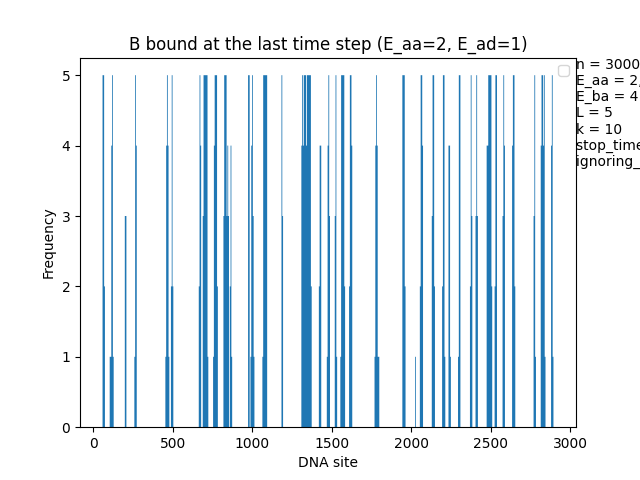 B bound at the last time step (E_aa=2, E_ad=1)
n = 3000
E_aa = 2,
E_ba = 4
L = 5
k = 10
stop_time
ignoring_
Frequency
5
4
3
2
1
0
0 500 1000 1500 2000 2500 3000
DNA site